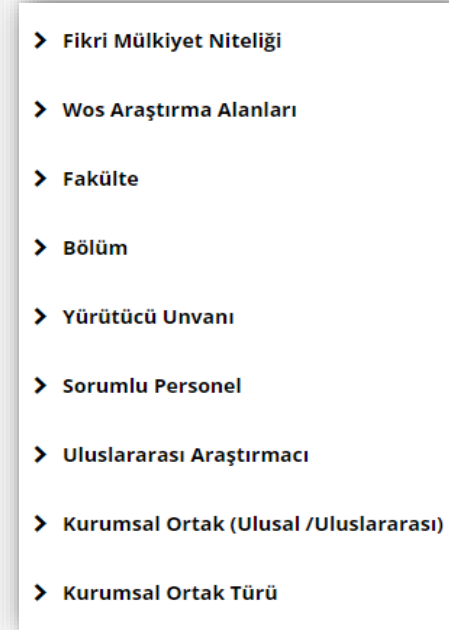 Fikri Mülkiyet Niteliği
Wos Araştırma Alanları
Fakülte
Bölüm
Yürütücü Unvanı
Sorumlu Personel
Uluslararası Araştırmacı
Kurumsal Ortak (Ulusal /Uluslararası)
Kurumsal Ortak Türü